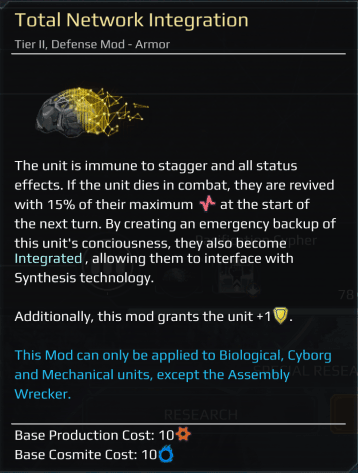 Total Network Integration
Tier II, Defense Mod - Armor
The unit is immune to stagger and all status
effects. If the unit dies in combat, they are revived
with 15% of their maximum at the start of
the next turn. By creating an emergency backup of
this unit's conciousness, they also become
Integrated , allowing them to interface with
Synthesis technology.
78
Additionally, this mod grants the unit +1.
This Mod can only be applied to Biological, Cyborg
and Mechanical units, except the Assembly
Wrecker.
RESEARCH
Base Production Cost: 10
Base Cosmite Cost: 10